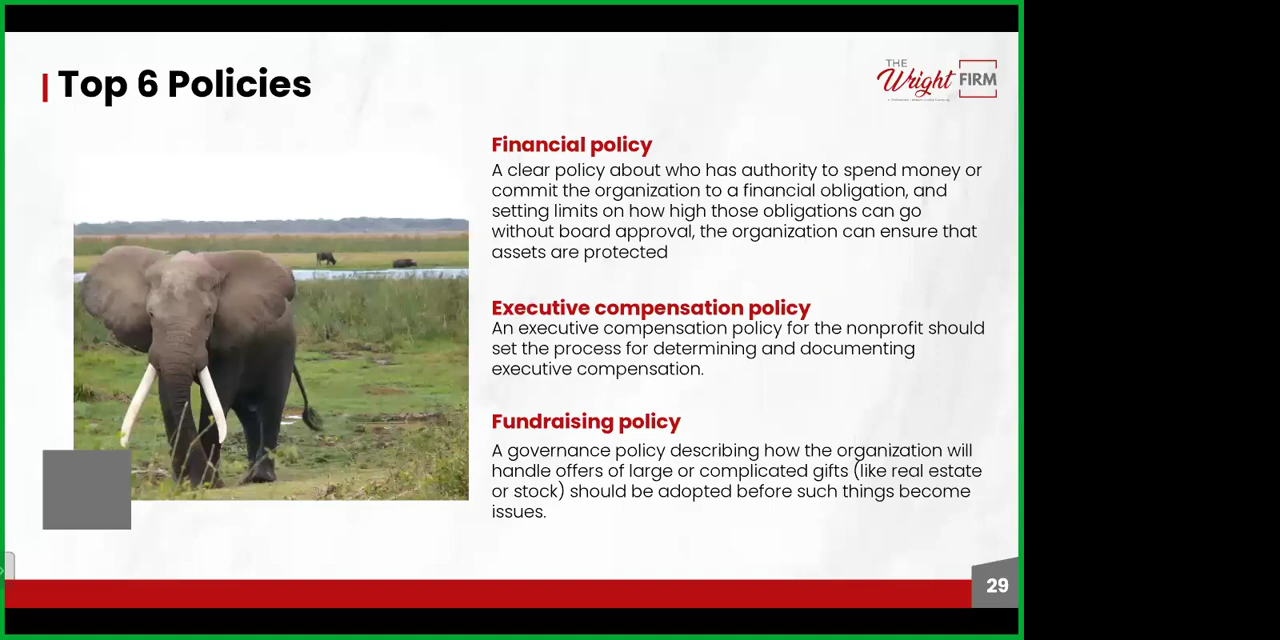 Top 6 Policies
THE
Wright FIRM
Financial policy
A clear policy about who has authority to spend money or
commit the organization to a financial obligation, and
setting limits on how high those obligations can go
without board approval, the organization can ensure that
assets are protected
Executive compensation policy
An executive compensation policy for the nonprofit should
set the process for determining and documenting
executive compensation.
Fundraising policy
A governance policy describing how the organization will
handle offers of large or complicated gifts (like real estate
or stock) should be adopted before such things become
issues.
29